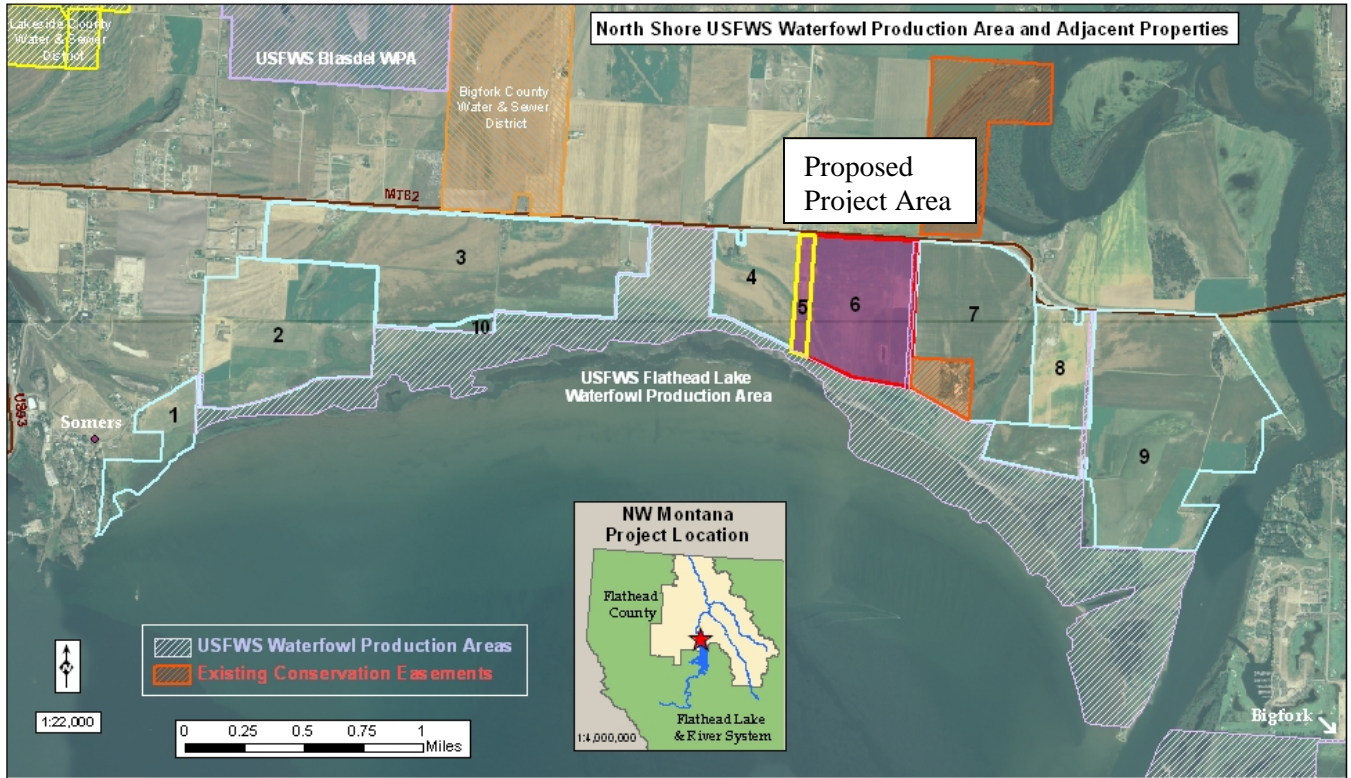 North Shore USFWS Waterfowl Production Area and Adjacent Properties
Lakeside County
Water & Sewer
District
USFWS Blasdel WPA
Bigfork County
Water & Sewer
District
Proposed
Project Area
MT82
3
4
5
6
7
2
10
8
1
9
USFWS Flathead Lake
Waterfowl Production Area
US93
Somers
NW Montana
Project Location
Flathead
County
Flathead Lake
& River System
1:4,000,000
USFWS Waterfowl Production Areas
Existing Conservation Easements
N
1:22,000
0 0.25 0.5 0.75 1
Miles
Bigfork